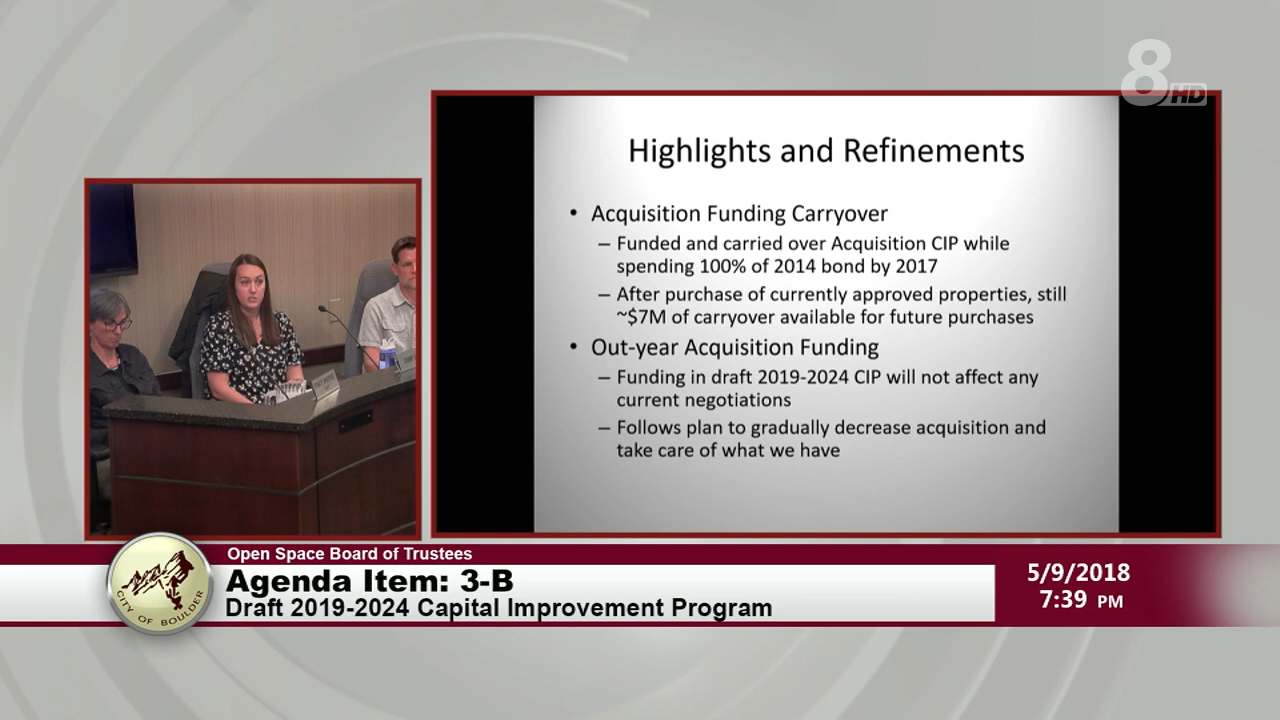 8
HD
Highlights and Refinements
• Acquisition Funding Carryover
– Funded and carried over Acquisition CIP while
spending 100% of 2014 bond by 2017
– After purchase of currently approved properties, still
~$7M of carryover available for future purchases
• Out-year Acquisition Funding
– Funding in draft 2019-2024 CIP will not affect any
current negotiations
– Follows plan to gradually decrease acquisition and
take care of what we have
Open Space Board of Trustees
Agenda Item: 3-B
Draft 2019-2024 Capital Improvement Program
CITY OF BOULDER
5/9/2018
7:39 PM